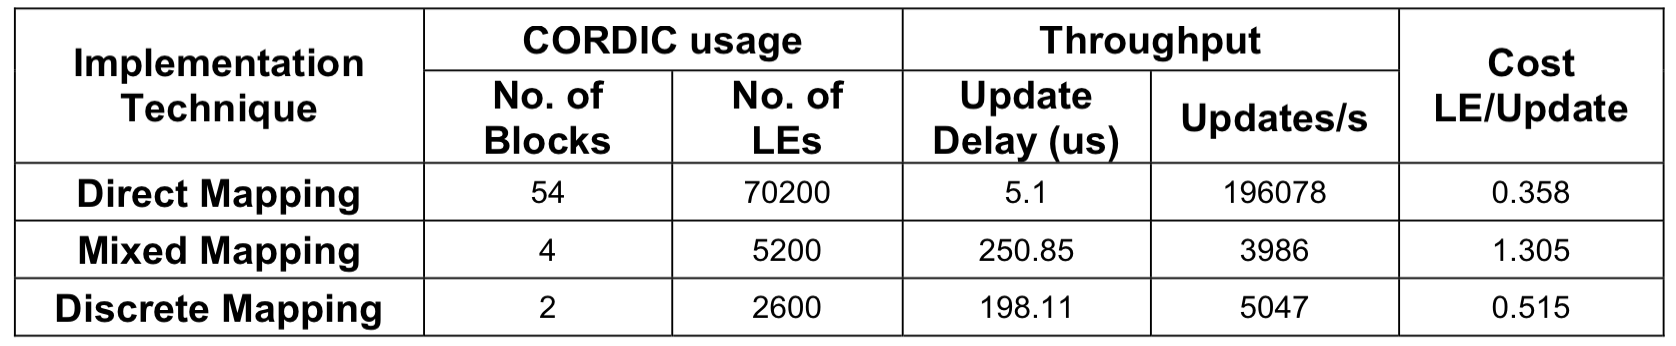 Implementation Technique CORDIC usage Throughput Cost LE/Update
No. of Blocks No. of LEs Update Delay (us) Updates/s
Direct Mapping 54 70200 5.1 196078 0.358
Mixed Mapping 4 5200 250.85 3986 1.305
Discrete Mapping 2 2600 198.11 5047 0.515